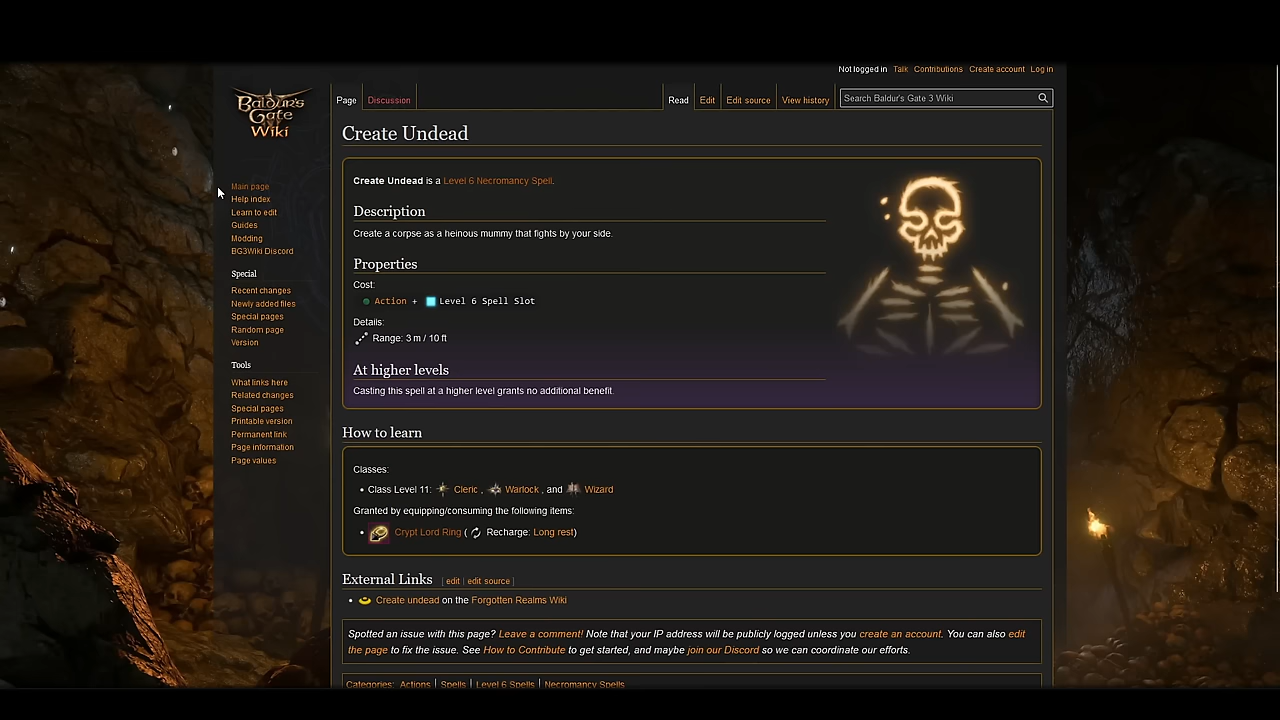 Not logged in Talk Contributions Create account Log in
Baldur's Gate Wiki
Page Discussion Read Edit Edit source View history Search Baldur's Gate 3 Wiki
Create Undead
Main page
Help index
Learn to edit
Guides
Modding
BG3Wiki Discord
Special
Recent changes
Newly added files
Special pages
Random page
Version
Tools
What links here
Related changes
Special pages
Printable version
Permanent link
Page information
Page values
Create Undead is a Level 6 Necromancy Spell.
Description
Create a corpse as a heinous mummy that fights by your side.
Properties
Cost:
Action + Level 6 Spell Slot
Details:
Range: 3 m / 10 ft
At higher levels
Casting this spell at a higher level grants no additional benefit.
How to learn
Classes:
• Class Level 11: Cleric , Warlock , and Wizard
Granted by equipping/consuming the following items:
• Crypt Lord Ring ( Recharge: Long rest)
External Links [ edit | edit source ]
• Create undead on the Forgotten Realms Wiki
Spotted an issue with this page? Leave a comment! Note that your IP address will be publicly logged unless you create an account. You can also edit
the page to fix the issue. See How to Contribute to get started, and maybe join our Discord so we can coordinate our efforts.
Categories: Actions | Spells | Level 6 Spells | Necromancy Spells